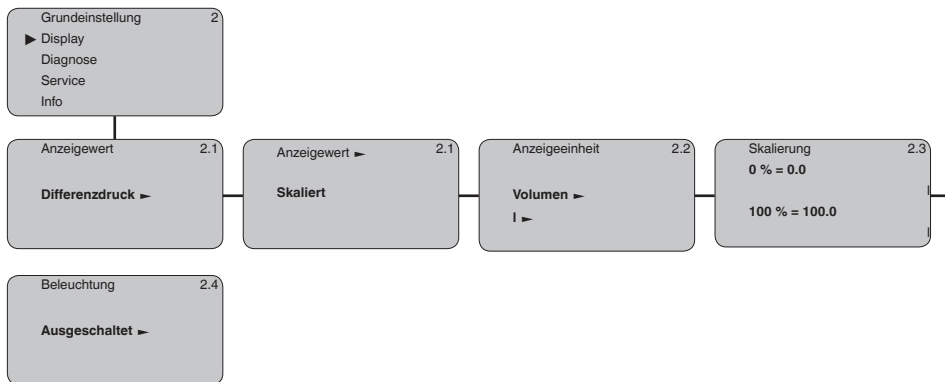 Grundeinstellung 2
▶ Display
Diagnose
Service
Info
Anzeigewert 2.1
Differenzdruck ►
Anzeigewert ► 2.1
Skaliert
Anzeigeeinheit 2.2
Volumen ►
l ►
Skalierung 2.3
0 % = 0.0
l
100 % = 100.0
l
Beleuchtung 2.4
Ausgeschaltet ►